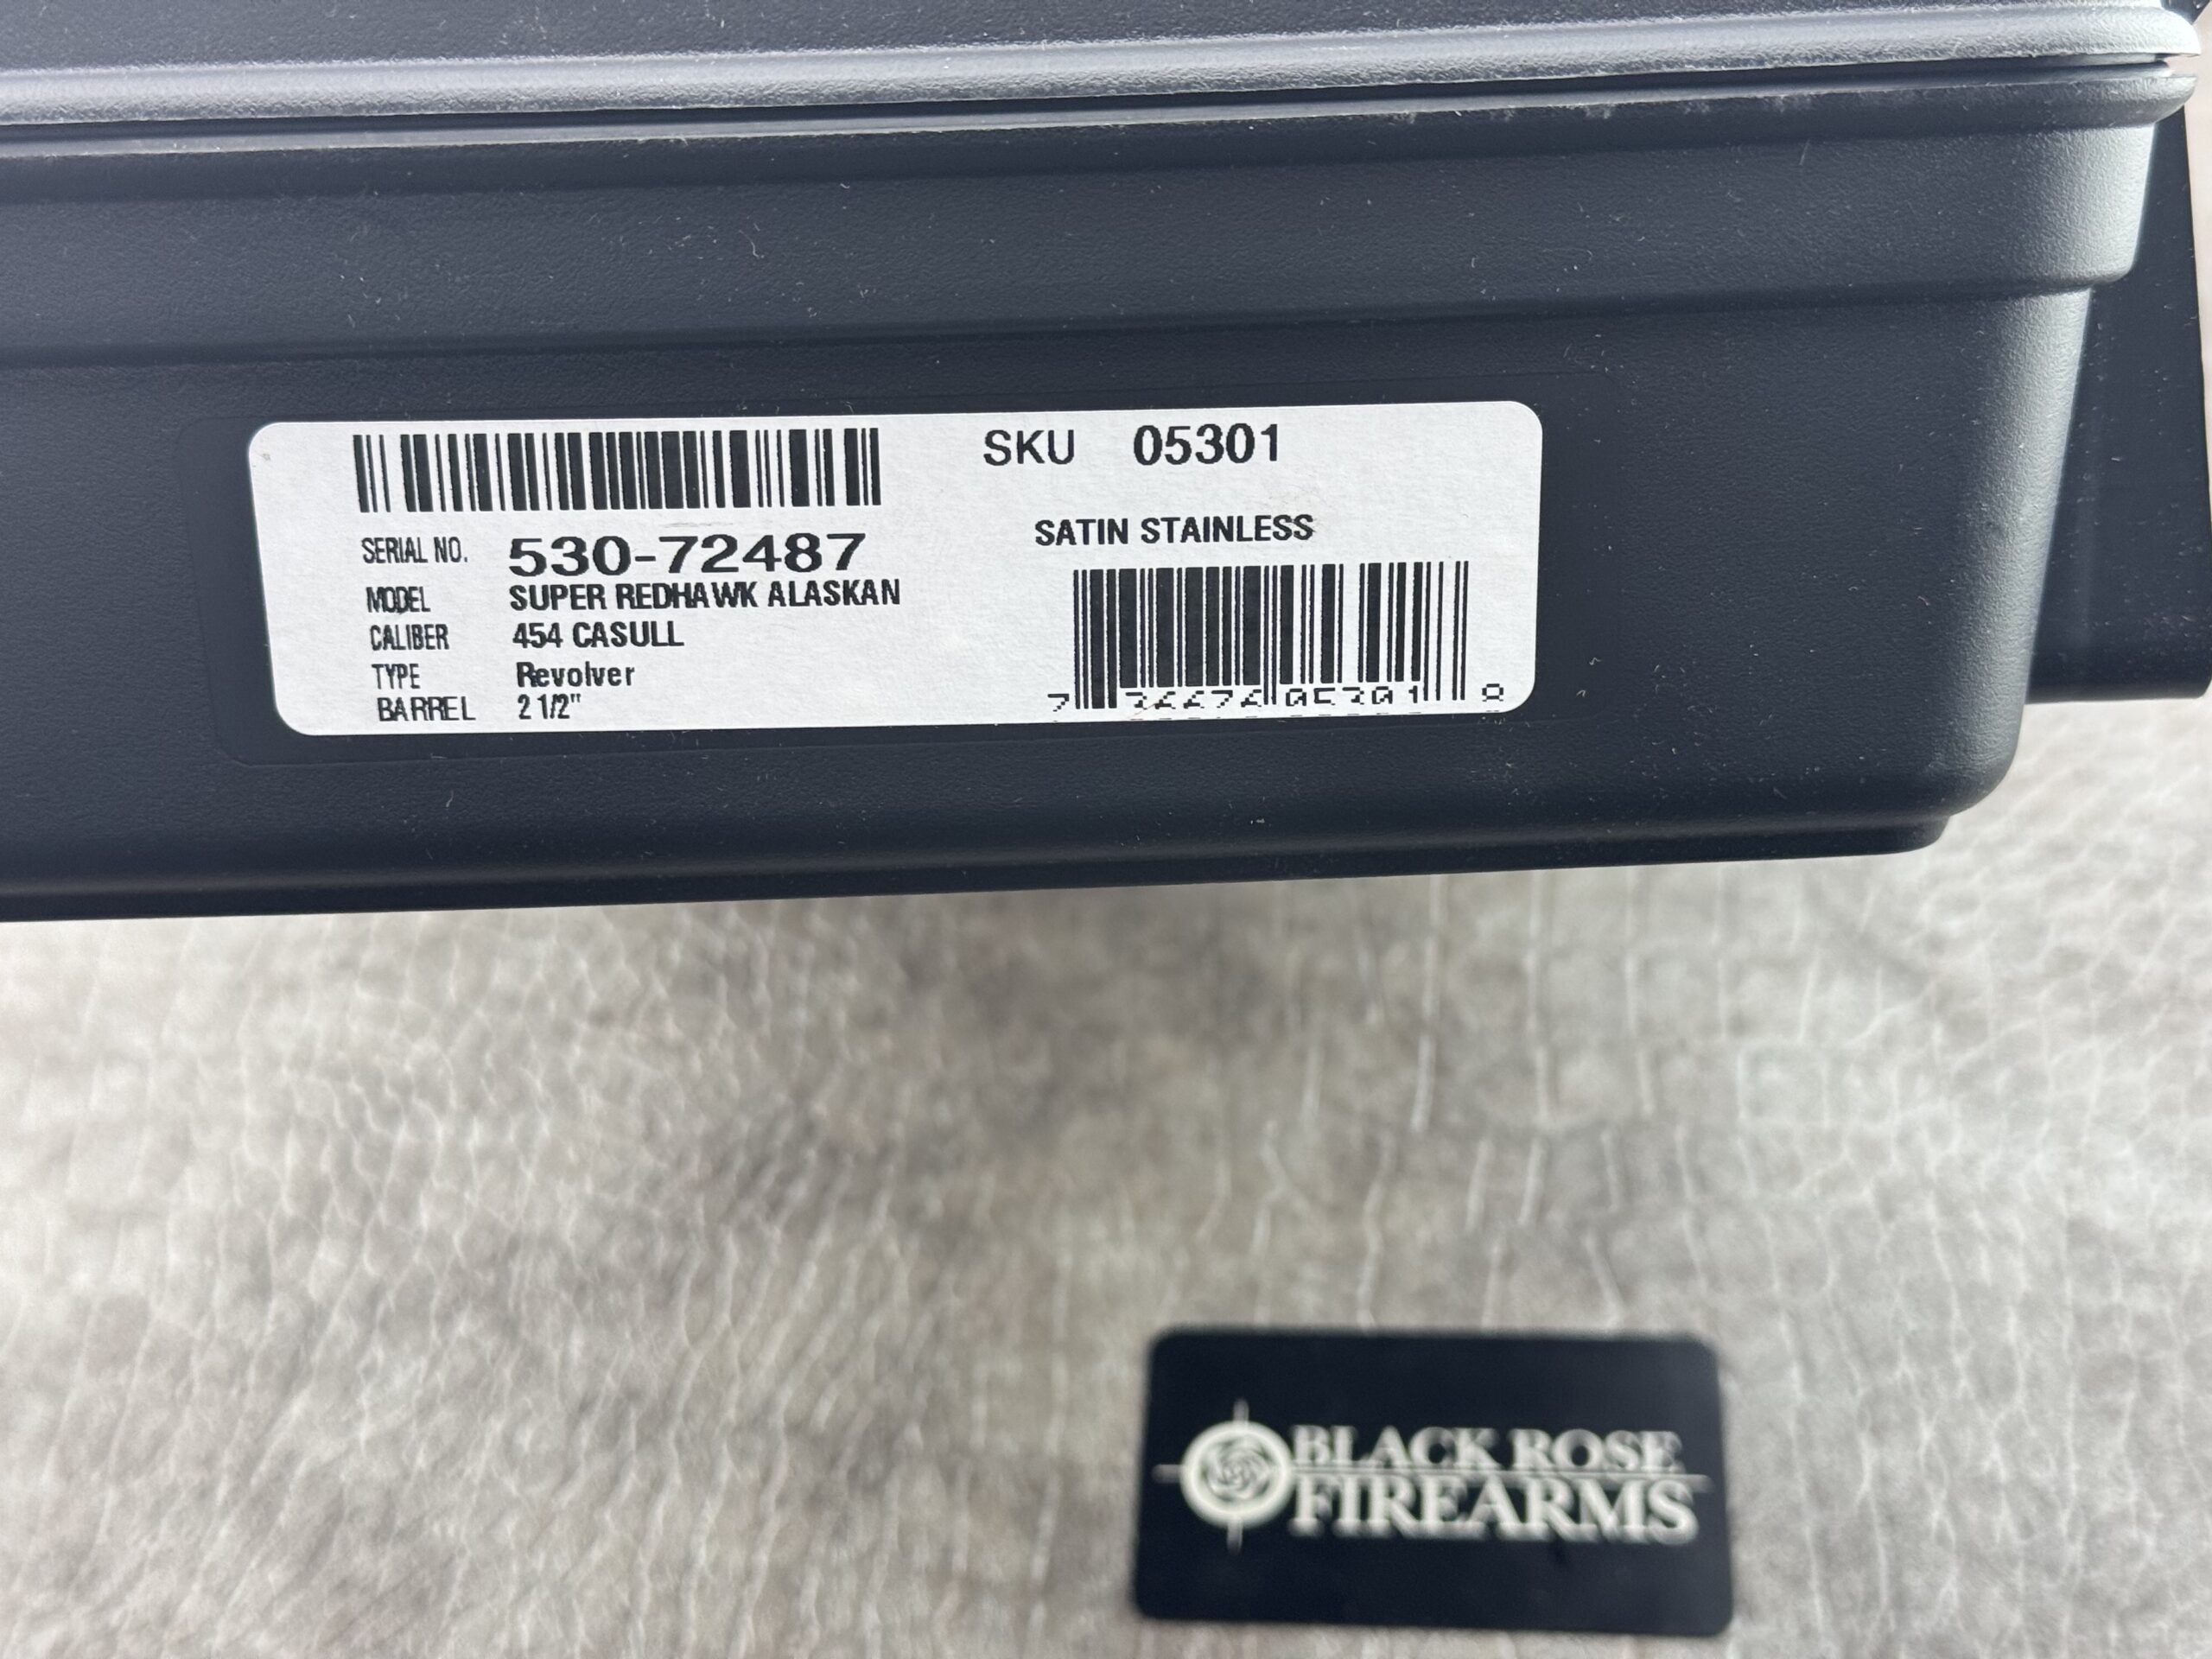 SKU 05301
SATIN STAINLESS
SERIAL NO. 530-72487
MODEL SUPER REDHAWK ALASKAN
CALIBER 454 CASULL
TYPE Revolver
BARREL 2 1/2"
BLACK ROSE
FIREARMS